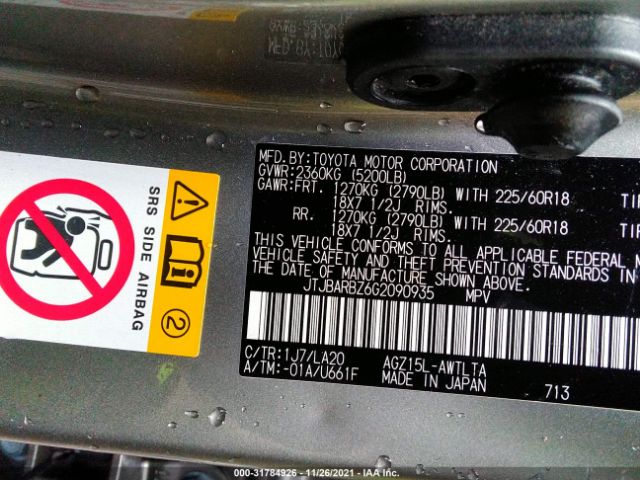 MFD.BY:TOYOTA MOTOR CORPORATION
GVWR:2360KG (5200LB)
GAWR:FRT. 1270KG (2790LB) WITH 225/60R18
18X7 1/2J RIMS.
RR. 1270KG (2790LB) WITH 225/60R18
18X7 1/2J RIMS.
THIS VEHICLE CONFORMS TO ALL APPLICABLE FEDERAL
VEHICLE SAFETY AND THEFT PREVENTION STANDARDS
IN EFFECT ON THE DATE OF MANUFACTURE SHOWN ABOVE.
JTJBARBZ6G2090935 MPV
C/TR:1J7/LA20 AGZ15L-AWTLTA
A/TM:-01A/U661F MADE IN JAPAN 713
SRS SIDE AIRBAG
2
000-31784926 - 11/26/2021 - IAA Inc.